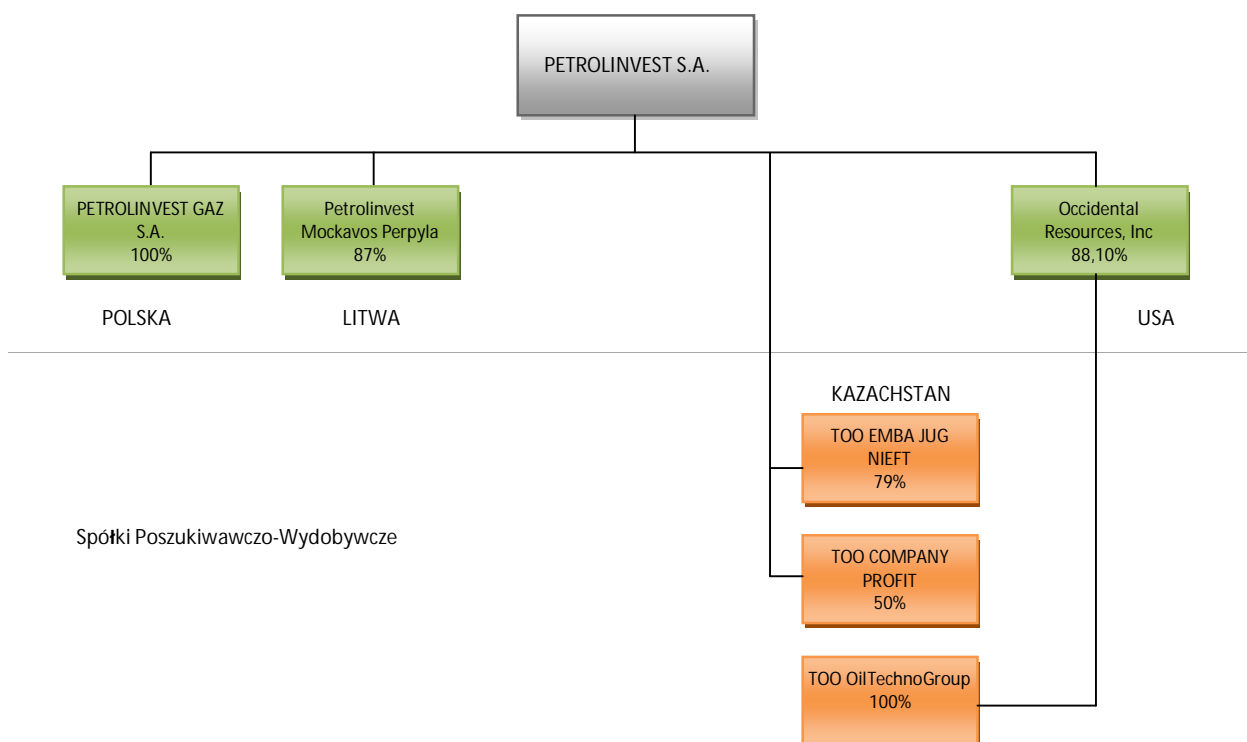 PETROLINVEST S.A.
PETROLINVEST GAZ
S.A.
100%
Petrolinvest
Mockavos Perpyla
87%
Occidental
Resources, Inc
88,10%
POLSKA
LITWA
USA
KAZACHSTAN
TOO EMBA JUG
NIEFT
79%
Spółki Poszukiwawczo-Wydobywcze
TOO COMPANY
PROFIT
50%
TOO OilTechnoGroup
100%